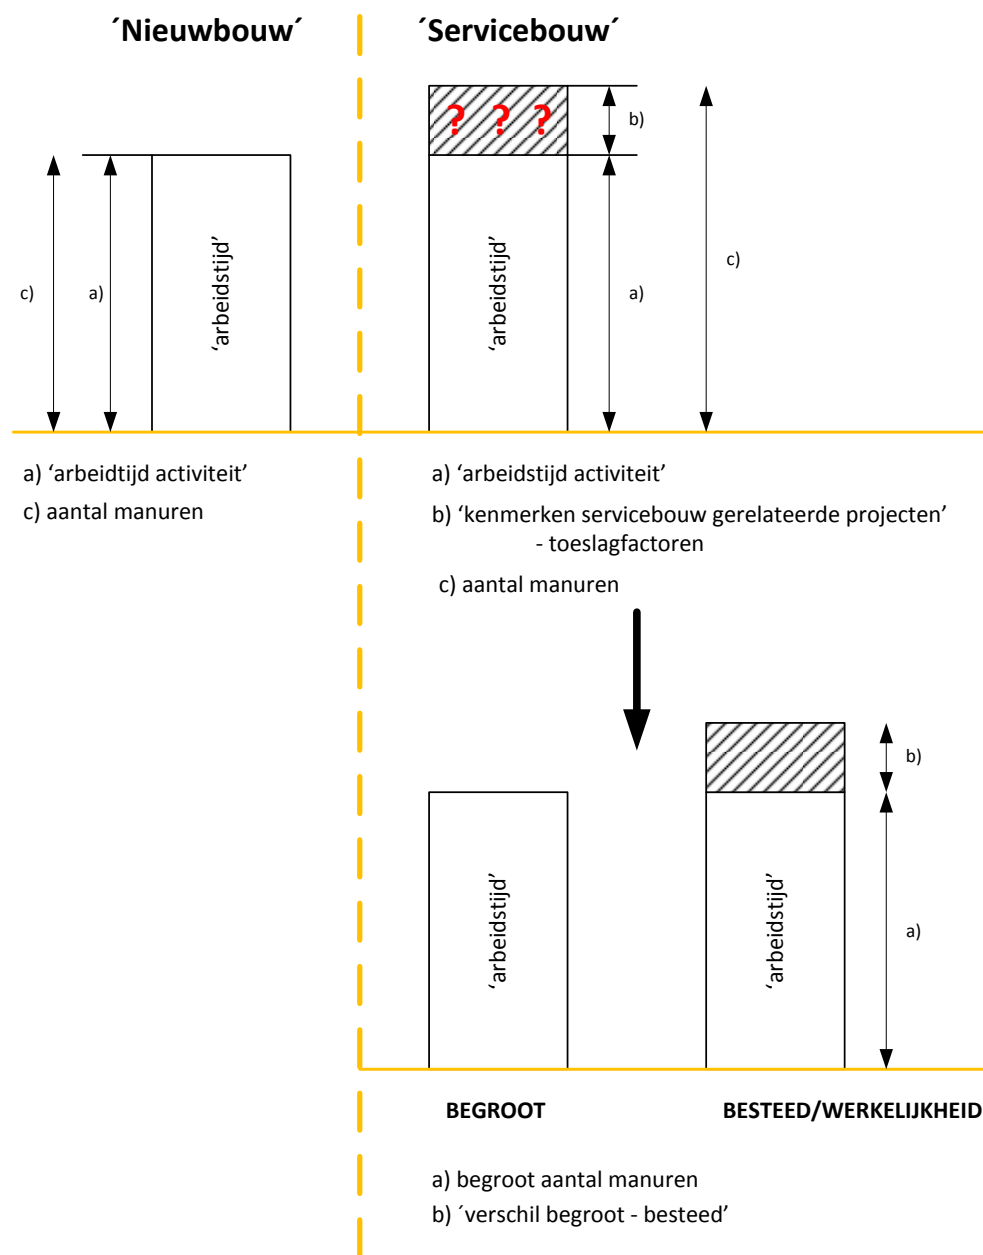 ´Nieuwbouw´
´Servicebouw´
? ? ?
b)
c)
a)
'arbeidstijd'
'arbeidstijd'
a)
c)
a) ‘arbeidtijd activiteit’
c) aantal manuren
a) ‘arbeidstijd activiteit’
b) ‘kenmerken servicebouw gerelateerde projecten’
- toeslagfactoren
c) aantal manuren
b)
‘arbeidstijd’
‘arbeidstijd’
a)
BEGROOT
BESTEED/WERKELIJKHEID
a) begroot aantal manuren
b) ´verschil begroot - besteed’